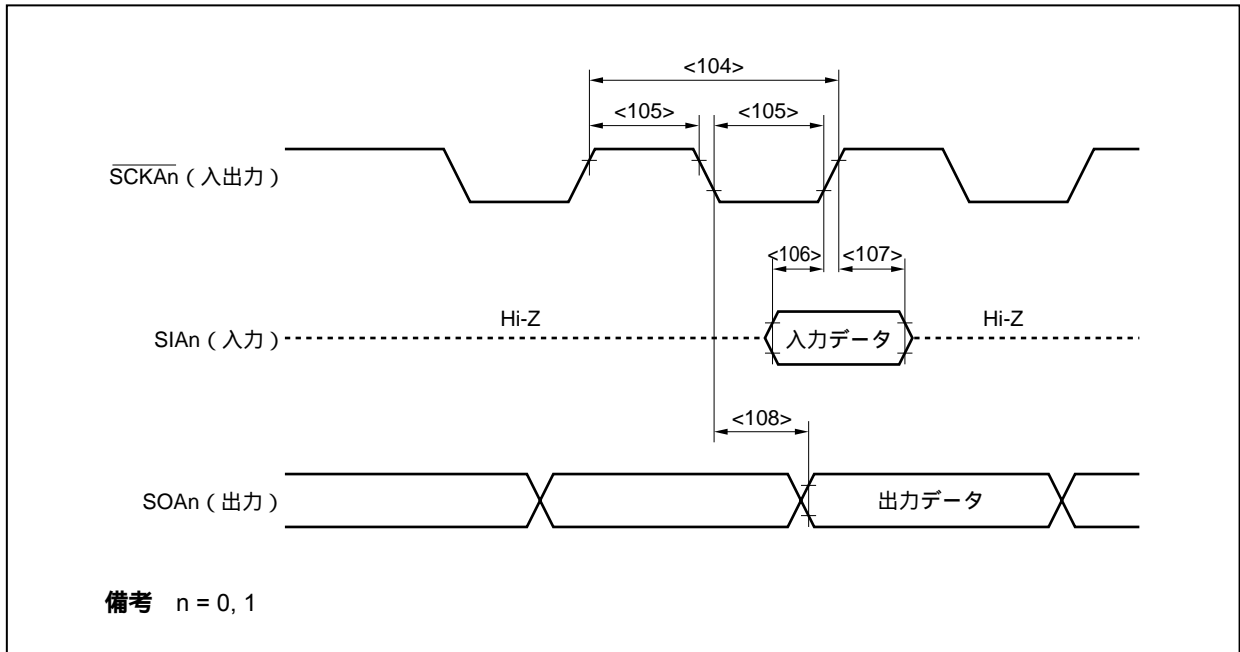 <104>
<105> <105>
SCKAn（入出力）
<106> <107>
Hi-Z Hi-Z
SIAn（入力） 入力データ
<108>
SOAn（出力） 出力データ
備考 n = 0, 1